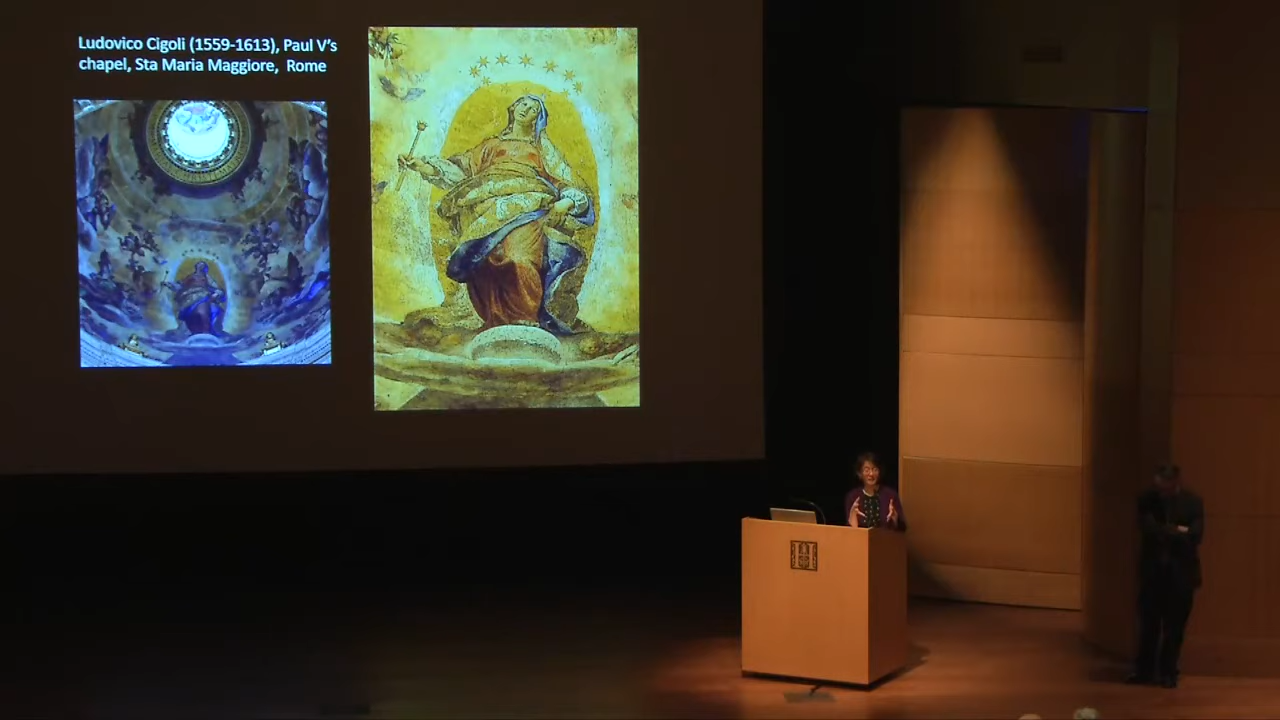 Ludovico Cigoli (1559-1613), Paul V's
chapel, Sta Maria Maggiore,  Rome
H